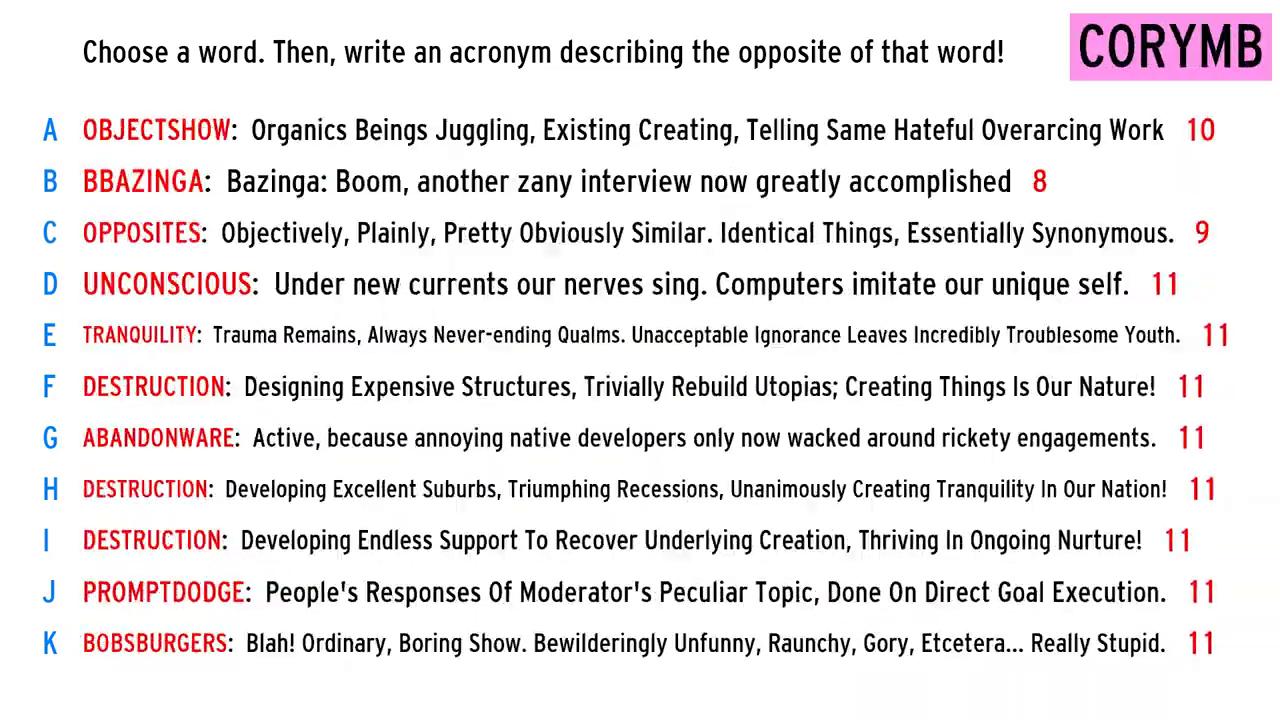 Choose a word. Then, write an acronym describing the opposite of that word!
CORYMB
A OBJECTSHOW: Organics Beings Juggling, Existing Creating, Telling Same Hateful Overarcing Work 10
B BBAZINGA: Bazinga: Boom, another zany interview now greatly accomplished 8
C OPPOSITES: Objectively, Plainly, Pretty Obviously Similar. Identical Things, Essentially Synonymous. 9
D UNCONSCIOUS: Under new currents our nerves sing. Computers imitate our unique self. 11
E TRANQUILITY: Trauma Remains, Always Never-ending Qualms. Unacceptable Ignorance Leaves Incredibly Troublesome Youth. 11
F DESTRUCTION: Designing Expensive Structures, Trivially Rebuild Utopias; Creating Things Is Our Nature! 11
G ABANDONWARE: Active, because annoying native developers only now wacked around rickety engagements. 11
H DESTRUCTION: Developing Excellent Suburbs, Triumphing Recessions, Unanimously Creating Tranquility In Our Nation! 11
I DESTRUCTION: Developing Endless Support To Recover Underlying Creation, Thriving In Ongoing Nurture! 11
J PROMPTDODGE: People's Responses Of Moderator's Peculiar Topic, Done On Direct Goal Execution. 11
K BOBSBURGERS: Blah! Ordinary, Boring Show. Bewilderingly Unfunny, Raunchy, Gory, Etcetera... Really Stupid. 11